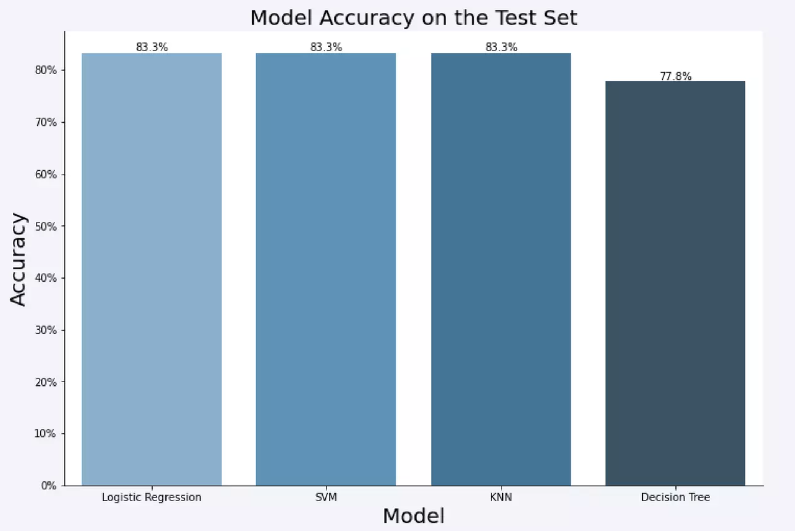 Model Accuracy on the Test Set
83.3% 83.3% 83.3% 77.8%
80%
70%
60%
50%
40%
30%
20%
10%
0%
Accuracy
Logistic Regression SVM KNN Decision Tree
Model